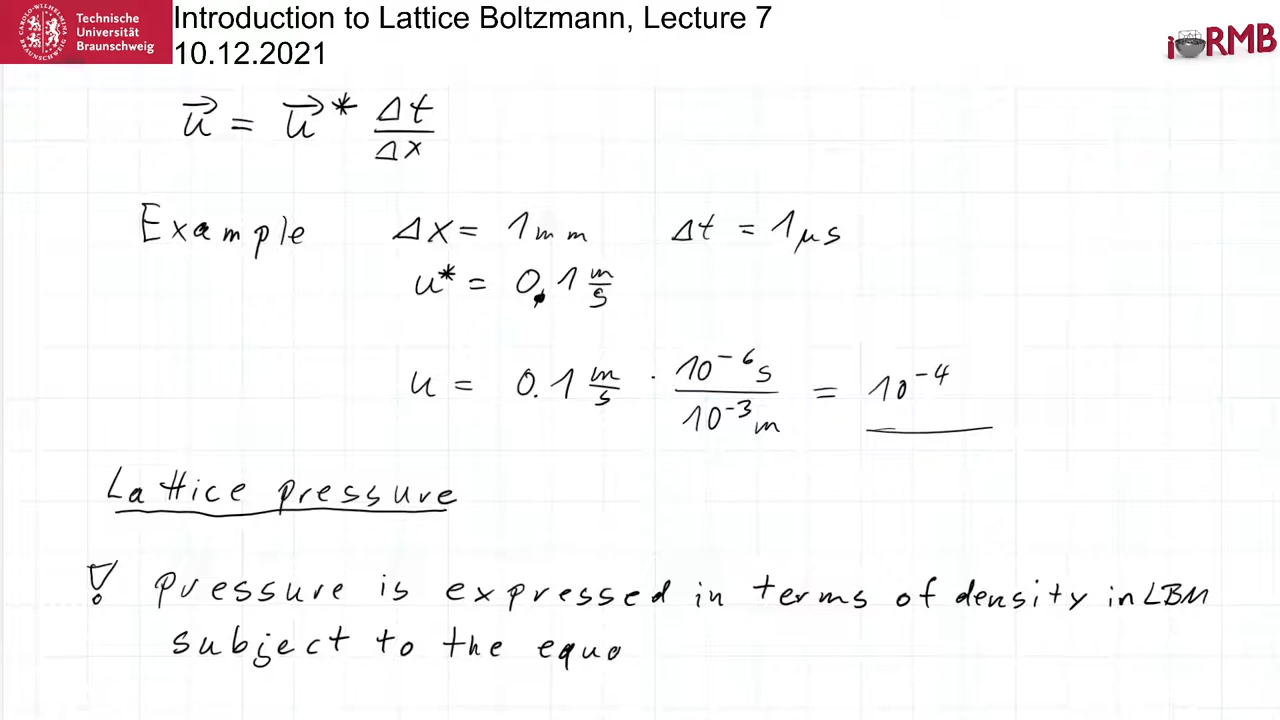 Technische
Universität
Braunschweig
Introduction to Lattice Boltzmann, Lecture 7
10.12.2021
iRMB
u⃗ = u⃗* Δt/Δx
Example Δx = 1mm Δt = 1μs
u* = 0.1 m/s
u = 0.1 m/s · 10⁻⁶s/10⁻³m = 10⁻⁴
Lattice pressure
! pressure is expressed in terms of density in LBM
subject to the equa